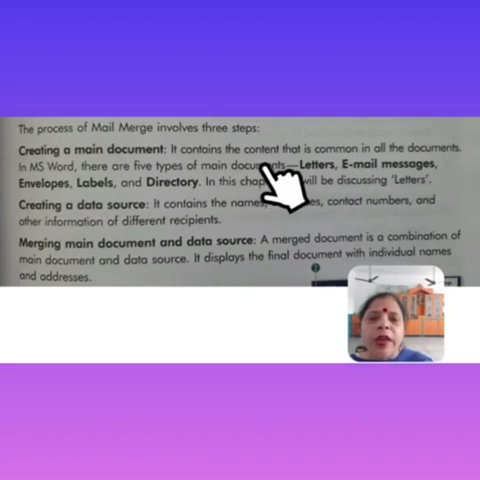 The process of Mail Merge involves three steps:
Creating a main document: It contains the content that is common in all the documents.
In MS Word, there are five types of main documents—Letters, E-mail messages,
Envelopes, Labels, and Directory. In this chap will be discussing 'Letters'.
Creating a data source: It contains the names, es, contact numbers, and
other information of different recipients.
Merging main document and data source: A merged document is a combination of
main document and data source. It displays the final document with individual names
and addresses.